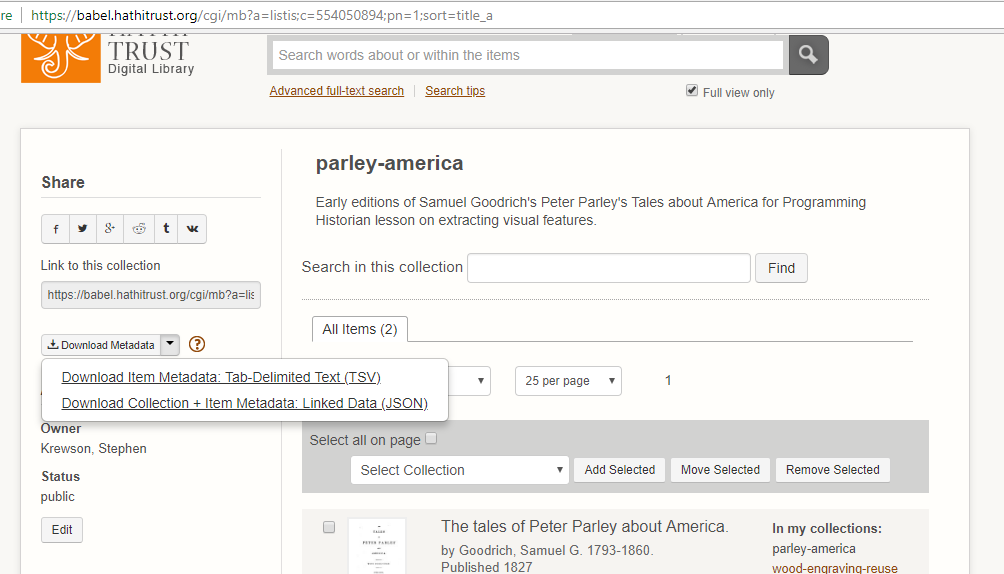 re
https://babel.hathitrust.org/cgi/mb?a=listis;c=554050894;pn=1;sort=title_a
TRUST
Digital Library
Search words about or within the items
Advanced full-text search
Search tips
Full view only
Share
f
g+
t
Link to this collection
https://babel.hathitrust.org/cgi/mb?a=lis
Download Metadata
?
Download Item Metadata: Tab-Delimited Text (TSV)
Download Collection + Item Metadata: Linked Data (JSON)
Owner
Krewson, Stephen
Status
public
Edit
parley-america
Early editions of Samuel Goodrich's Peter Parley's Tales about America for Programming
Historian lesson on extracting visual features.
Search in this collection
Find
All Items (2)
25 per page
1
Select all on page
Select Collection
Add Selected
Move Selected
Remove Selected
TALES
PETER PARLEY
The tales of Peter Parley about America.
by Goodrich, Samuel G. 1793-1860.
Published 1827
In my collections:
parley-america
wood-engraving-reuse